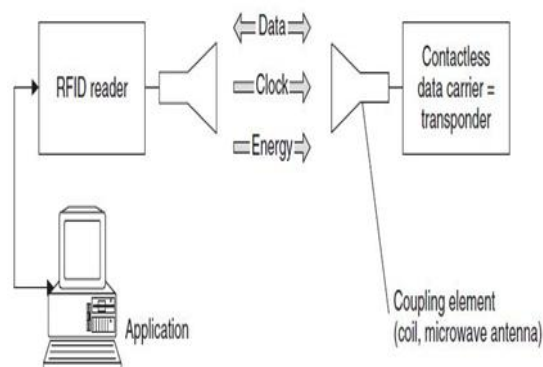 RFID reader
Data
Clock
Energy
Contactless
data carrier =
transponder
Application
Coupling element
(coil, microwave antenna)